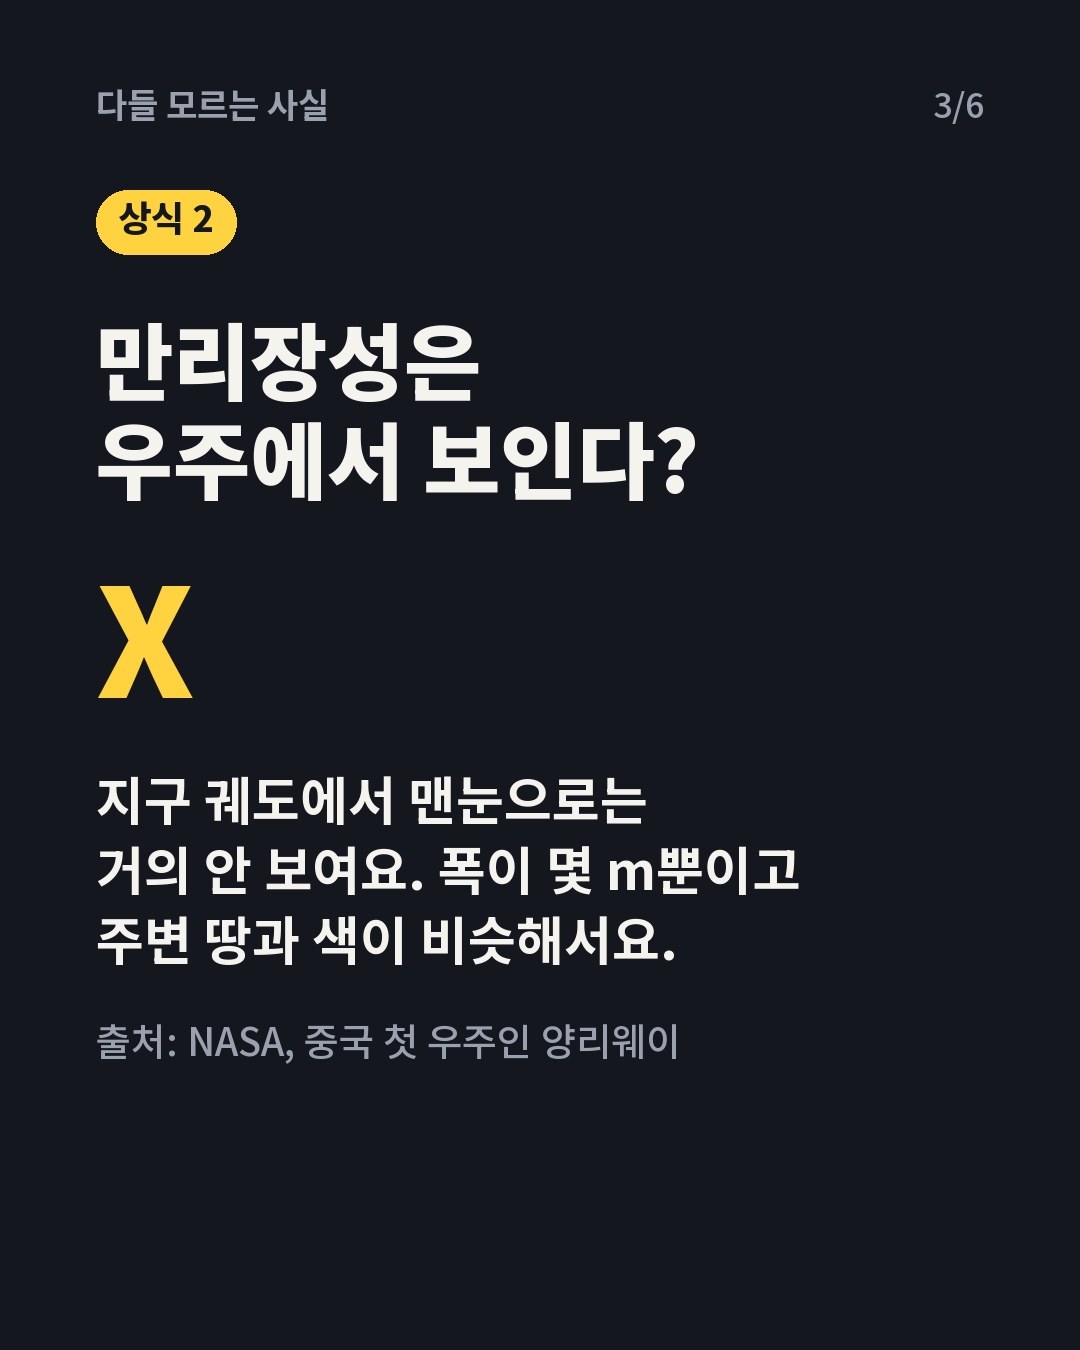 다들 모르는 사실
3/6
상식 2
만리장성은
우주에서 보인다?
X
지구 궤도에서 맨눈으로는
거의 안 보여요. 폭이 몇 m뿐이고
주변 땅과 색이 비슷해서요.
출처: NASA, 중국 첫 우주인 양리웨이